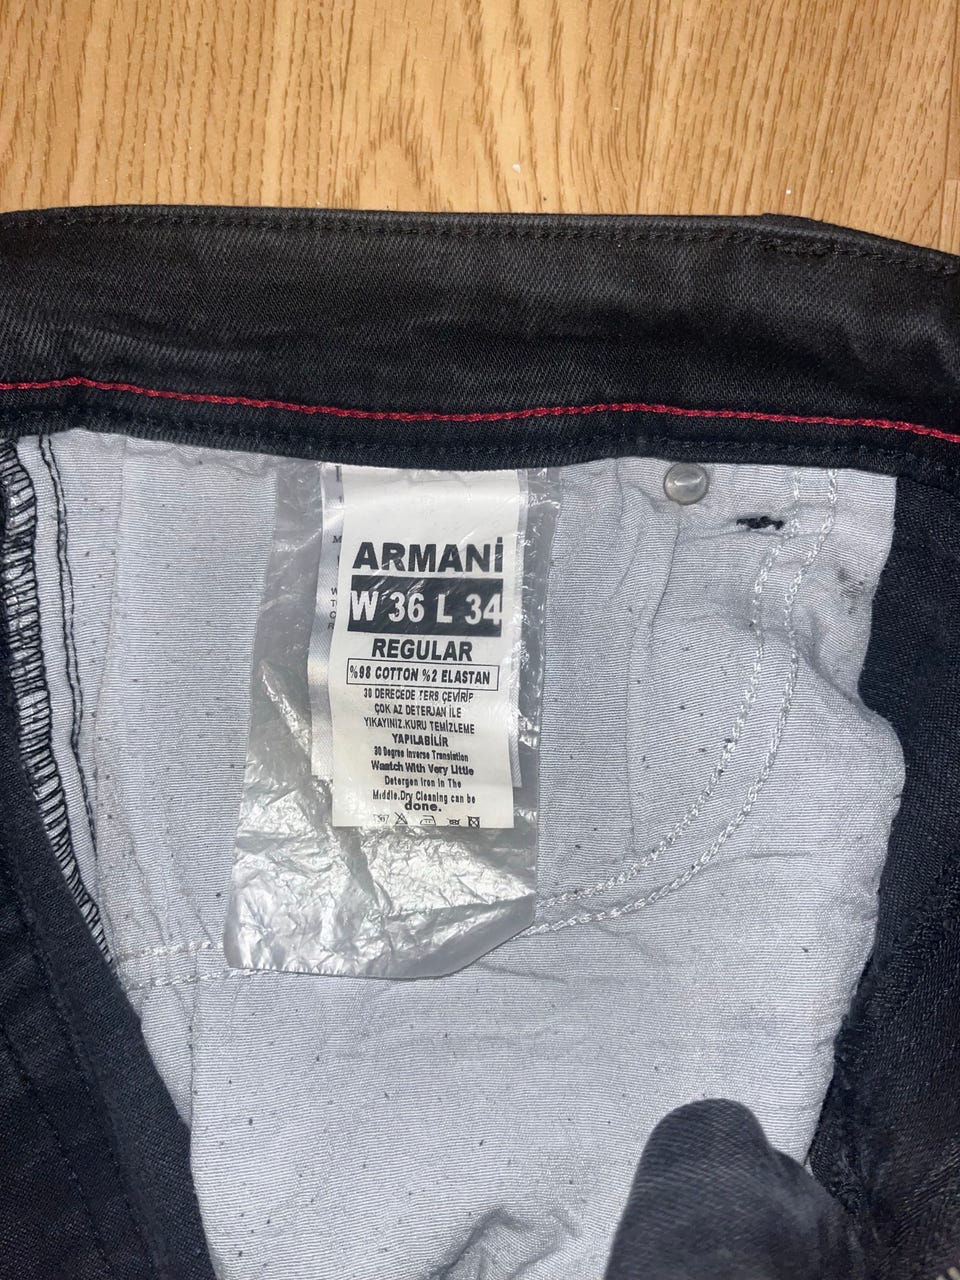 ARMANİ
W 36 L 34
REGULAR
%98 COTTON %2 ELASTAN
30 DERECEDE TERS ÇEVİRİP
ÇOK AZ DETERJAN İLE
YIKAYINIZ.KURU TEMİZLEME
YAPILABİLİR
30 Degree Inverse Translation
Waatch With Very Little
Detergen Iron In The
Middle.Dry Cleaning can be
done.